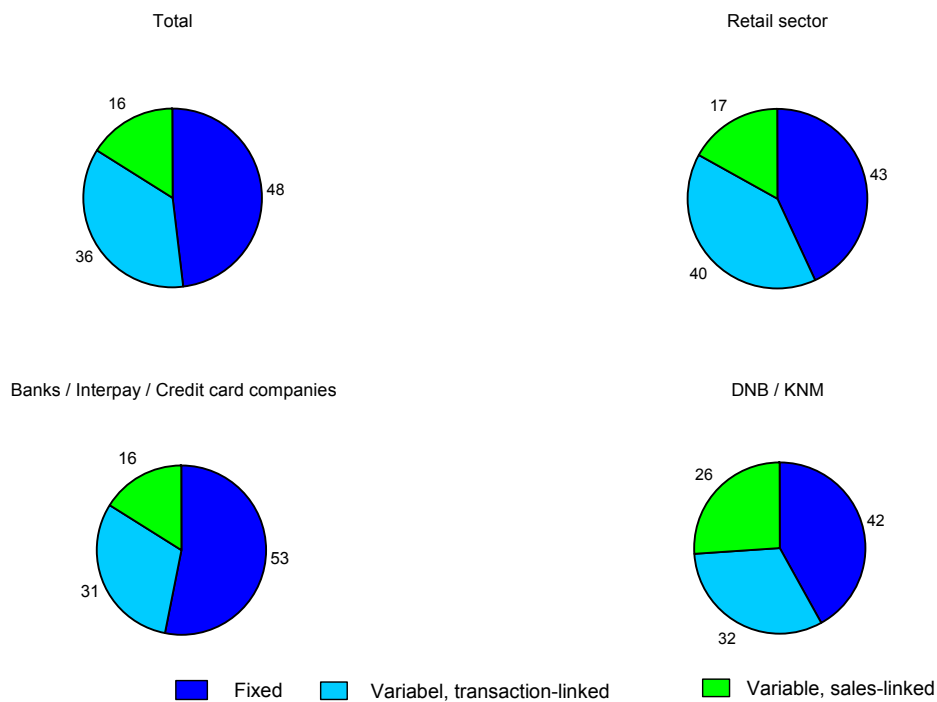 Total
Retail sector
16
48
36
17
43
40
Banks / Interpay / Credit card companies
DNB / KNM
16
53
31
26
42
32
Fixed
Variabel, transaction-linked
Variable, sales-linked